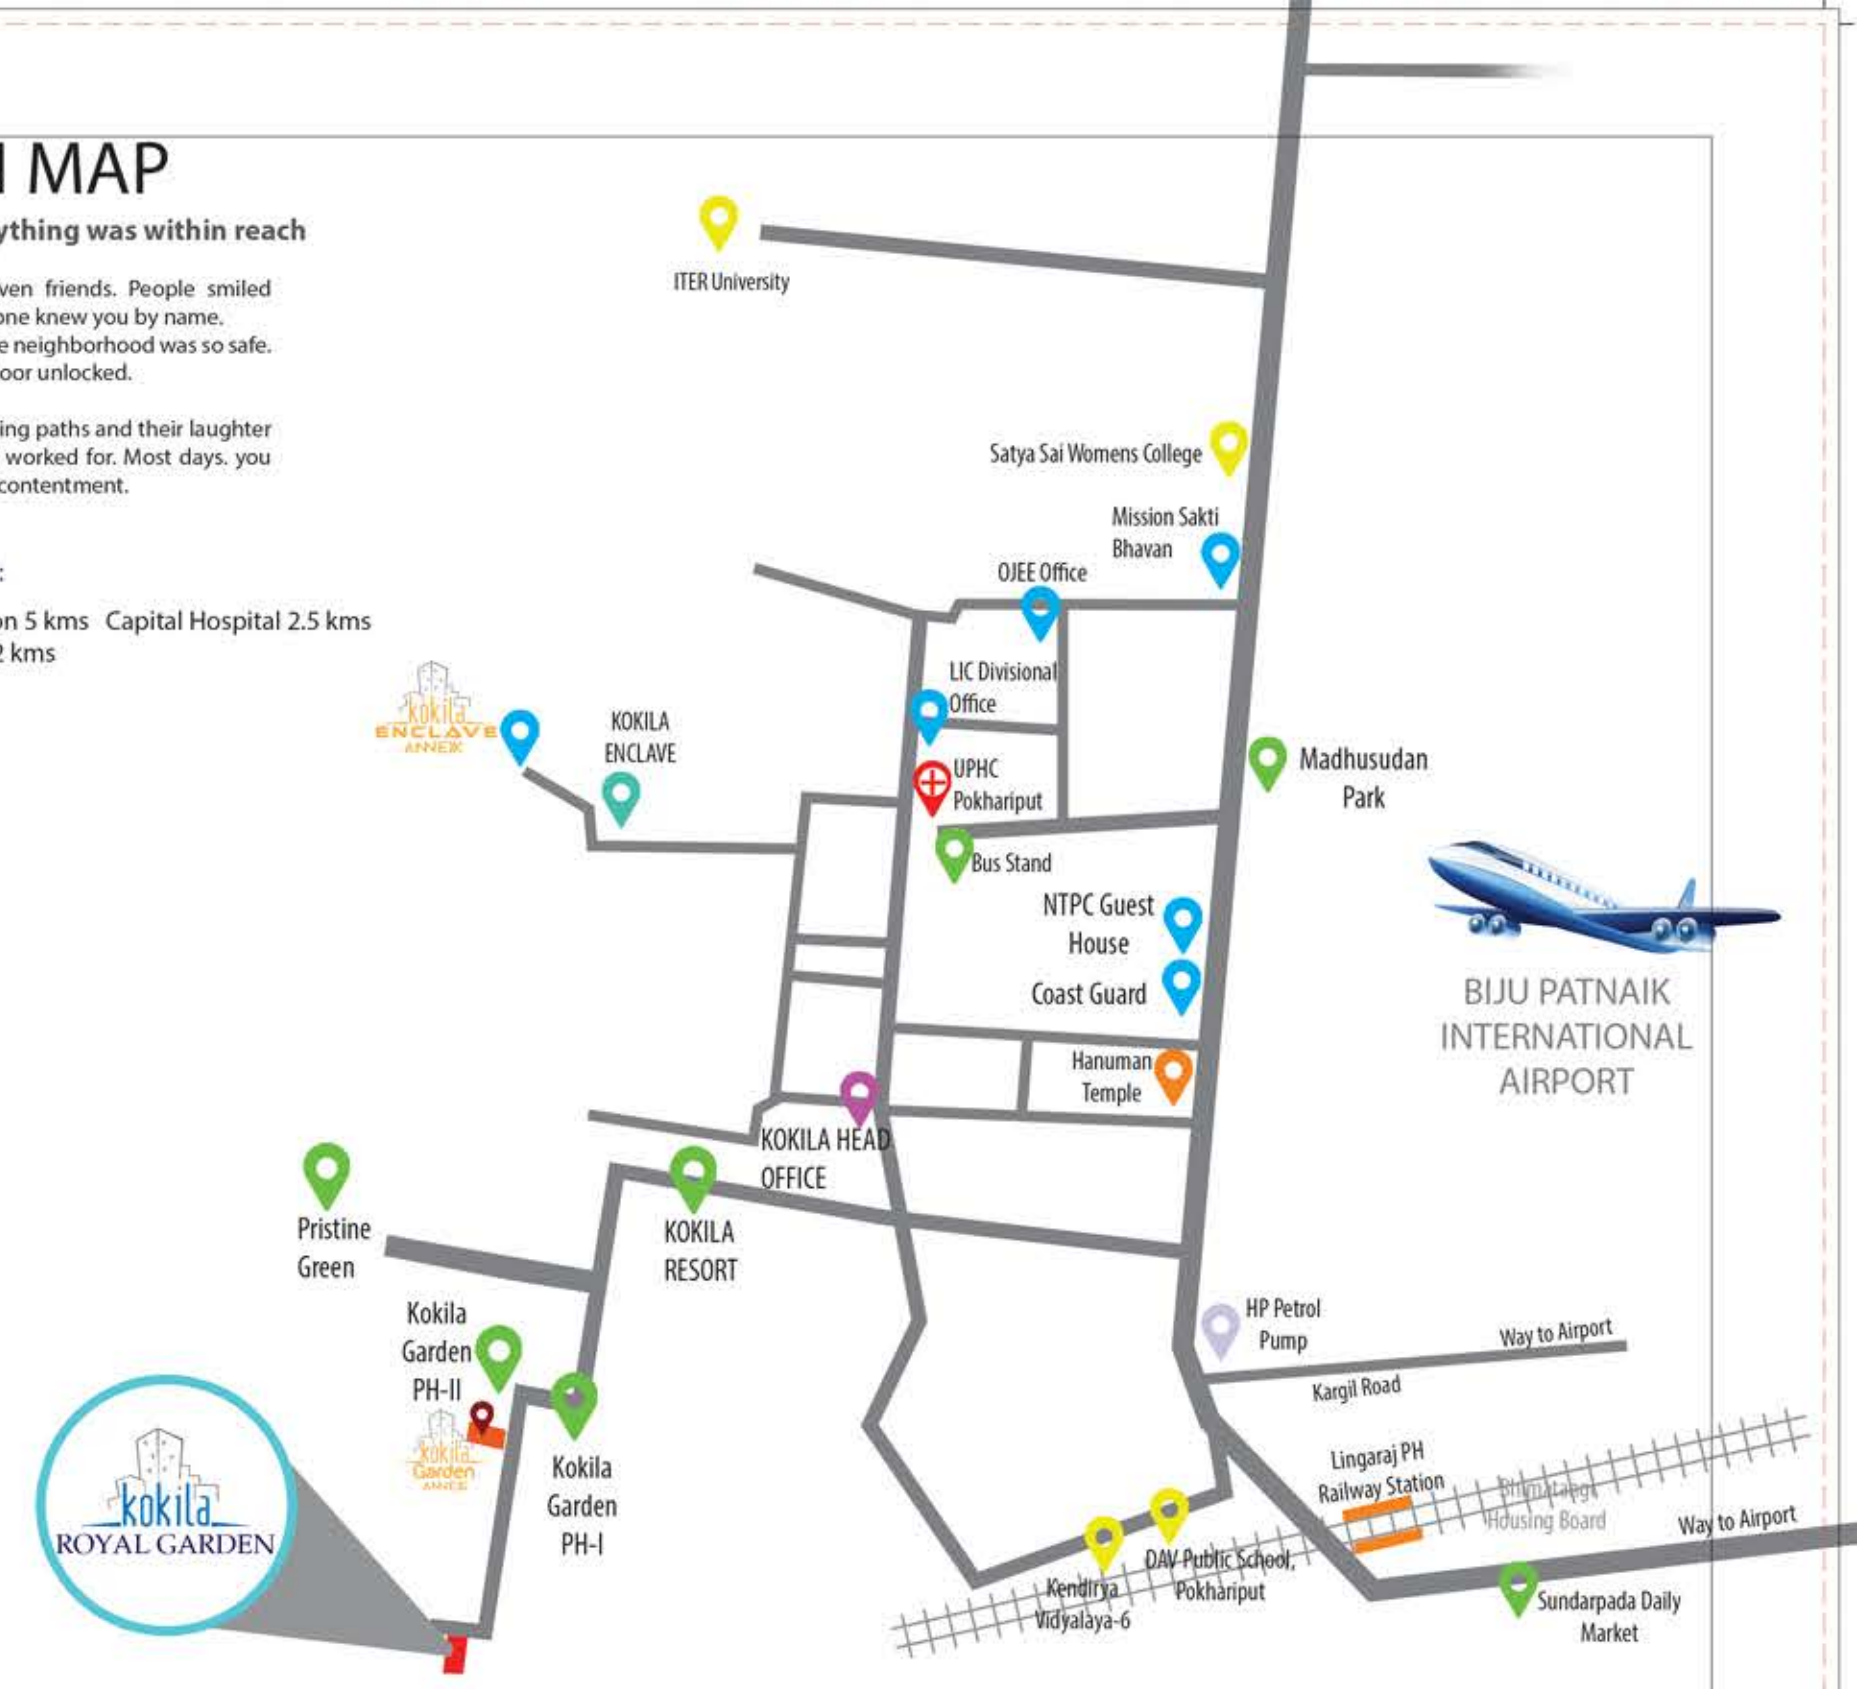 MAP
ything was within reach
ven friends. People smiled
one knew you by name.
e neighborhood was so safe.
oor unlocked.
ing paths and their laughter
worked for. Most days. you
contentment.
:
on 5 kms Capital Hospital 2.5 kms
2 kms
ITER University
Satya Sai Womens College
Mission Sakti
Bhavan
OJEE Office
LIC Divisional
Office
kokila
ENCLAVE
ANNEX
KOKILA
ENCLAVE
UPHC
Pokhariput
Bus Stand
Madhusudan
Park
NTPC Guest
House
Coast Guard
BIJU PATNAIK
INTERNATIONAL
AIRPORT
Hanuman
Temple
KOKILA HEAD
OFFICE
Pristine
Green
KOKILA
RESORT
Kokila
Garden
PH-II
kokila
Garden
ANNEX
HP Petrol
Pump
Way to Airport
Kargil Road
Kokila
Garden
PH-I
kokila
ROYAL GARDEN
Lingaraj PH
Railway Station
Housing Board
Way to Airport
DAV Public School,
Pokhariput
Kendirya
Vidyalaya-6
Sundarpada Daily
Market